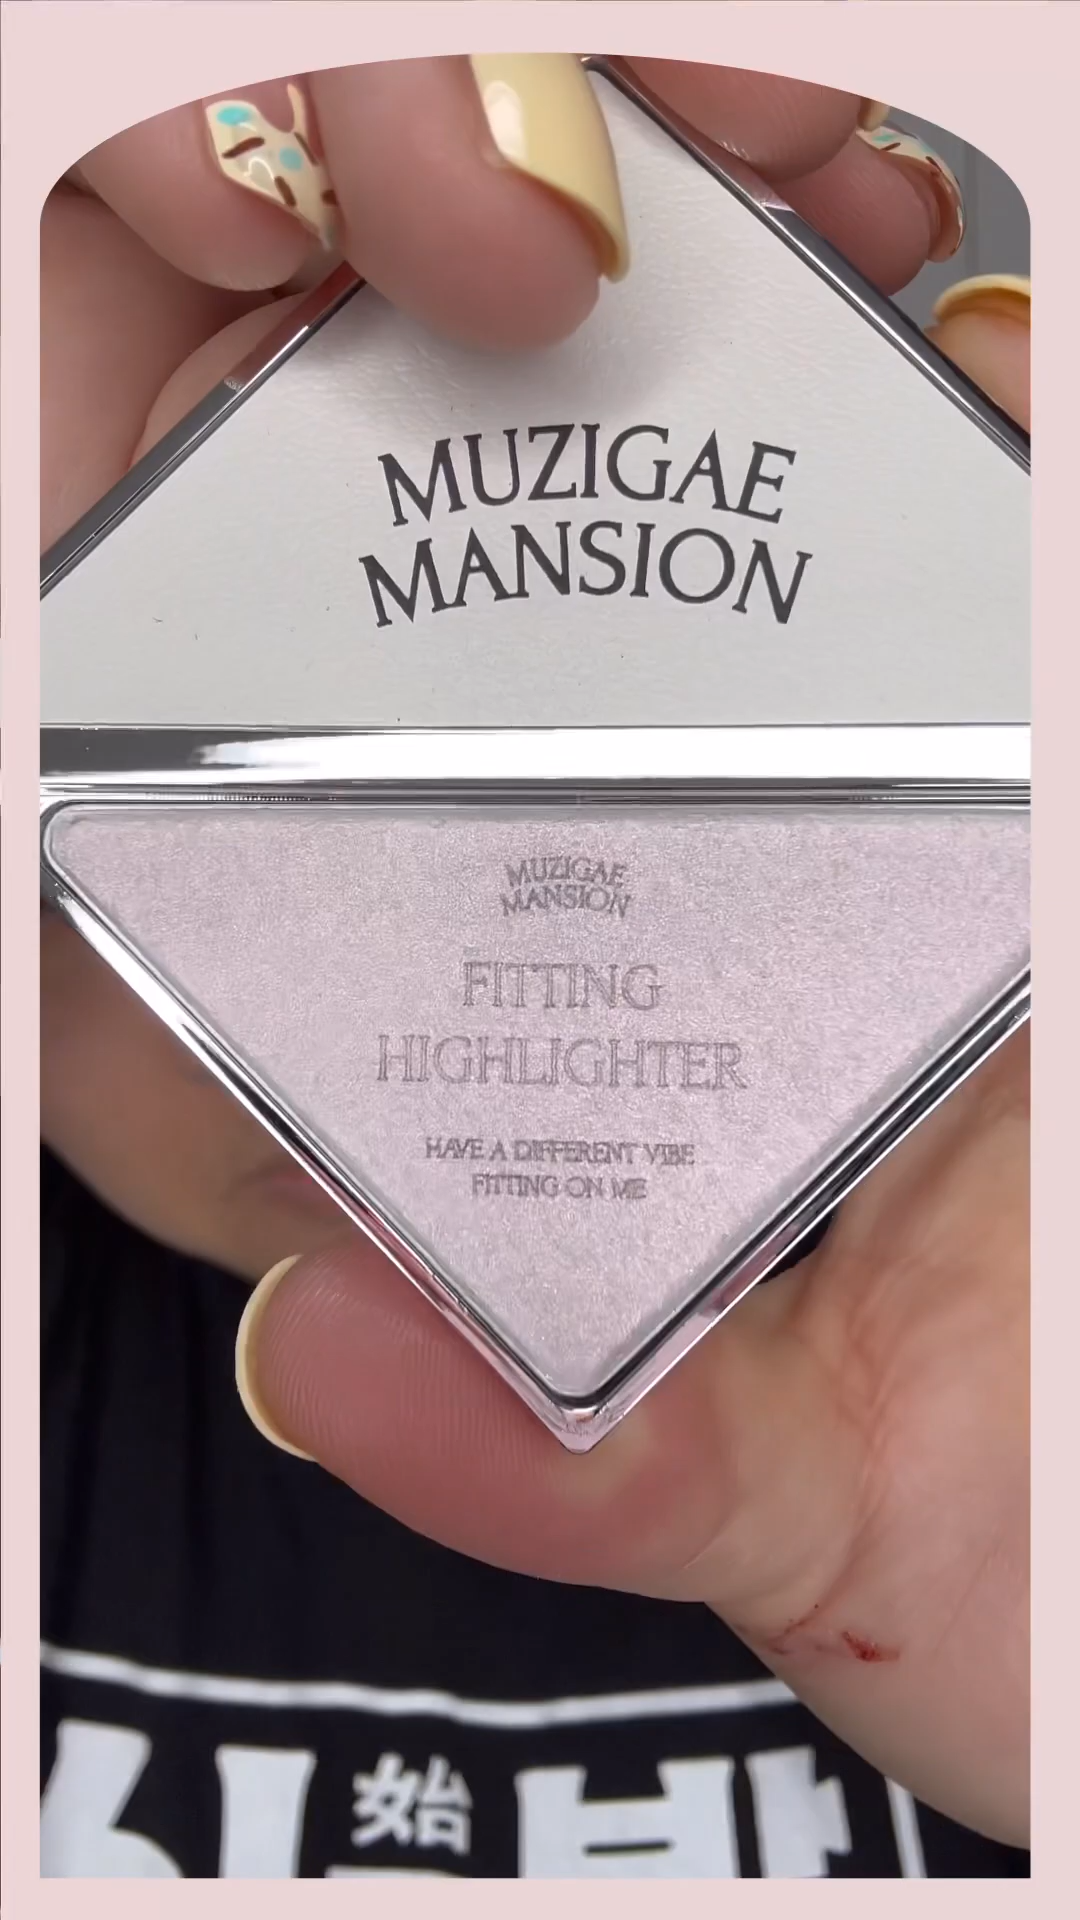 MUZIGAE
MANSION
MUZIGAE
MANSION
FITTING
HIGHLIGHTER
HAVE A DIFFERENT VIBE
FITTING ON ME
始